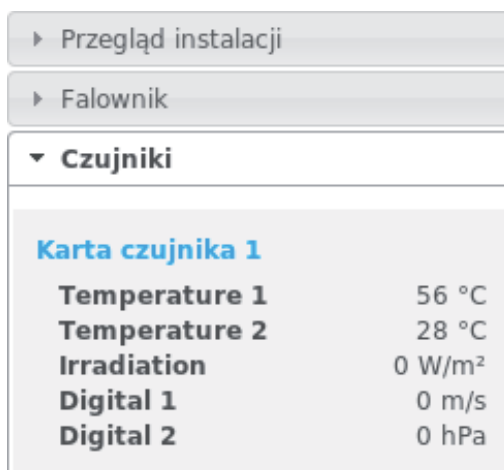 Przegląd instalacji
Falownik
Czujniki
Karta czujnika 1
Temperature 1 56 °C
Temperature 2 28 °C
Irradiation 0 W/m²
Digital 1 0 m/s
Digital 2 0 hPa